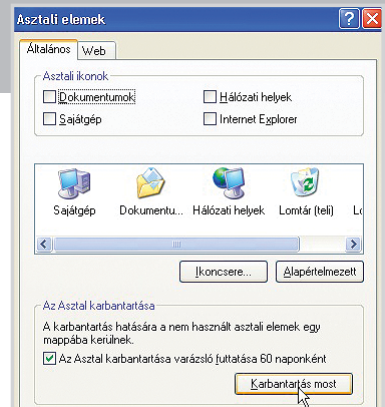 Asztali elemek
Általános Web
Asztali ikonok
Dokumentumok Hálózati helyek
Sajátgép Internet Explorer
Sajátgép Dokumentu... Hálózati helyek Lomtár (teli)
Ikoncsere... Alapértelmezett
Az Asztal karbantartása
A karbantartás hatására a nem használt asztali elemek egy
mappába kerülnek.
Az Asztal karbantartása varázsló futtatása 60 naponként
Karbantartás most